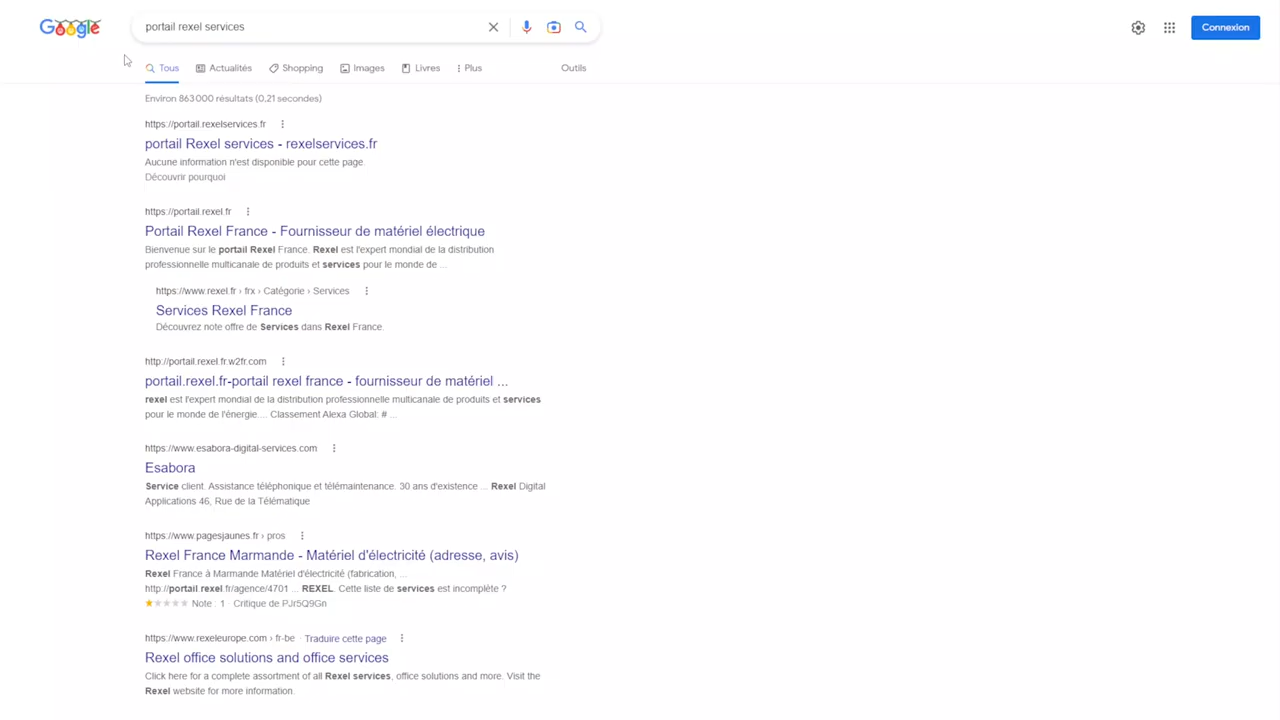 Google
portail rexel services
Connexion
Tous
Actualités
Shopping
Images
Livres
Plus
Outils
Environ 863 000 résultats (0,21 secondes)
https://portail.rexelservices.fr
portail Rexel services - rexelservices.fr
Aucune information n'est disponible pour cette page.
Découvrir pourquoi
https://portail.rexel.fr
Portail Rexel France - Fournisseur de matériel électrique
Bienvenue sur le portail Rexel France. Rexel est l'expert mondial de la distribution
professionnelle multicanale de produits et services pour le monde de ...
https://www.rexel.fr › frx › Catégorie › Services
Services Rexel France
Découvrez note offre de Services dans Rexel France.
http://portail.rexel.fr.w2fr.com
portail.rexel.fr-portail rexel france - fournisseur de matériel ...
rexel est l'expert mondial de la distribution professionnelle multicanale de produits et services
pour le monde de l'énergie.... Classement Alexa Global: # ...
https://www.esabora-digital-services.com
Esabora
Service client. Assistance téléphonique et télémaintenance. 30 ans d'existence ... Rexel Digital
Applications 46, Rue de la Télématique
https://www.pagesjaunes.fr › pros
Rexel France Marmande - Matériel d'électricité (adresse, avis)
Rexel France à Marmande Matériel d'électricité (fabrication, ...
http://portail.rexel.fr/agence/4701 ... REXEL. Cette liste de services est incomplète ?
Note : 1 · Critique de PJr5Q9Gn
https://www.rexeleurope.com › fr-be · Traduire cette page
Rexel office solutions and office services
Click here for a complete assortment of all Rexel services, office solutions and more. Visit the
Rexel website for more information.